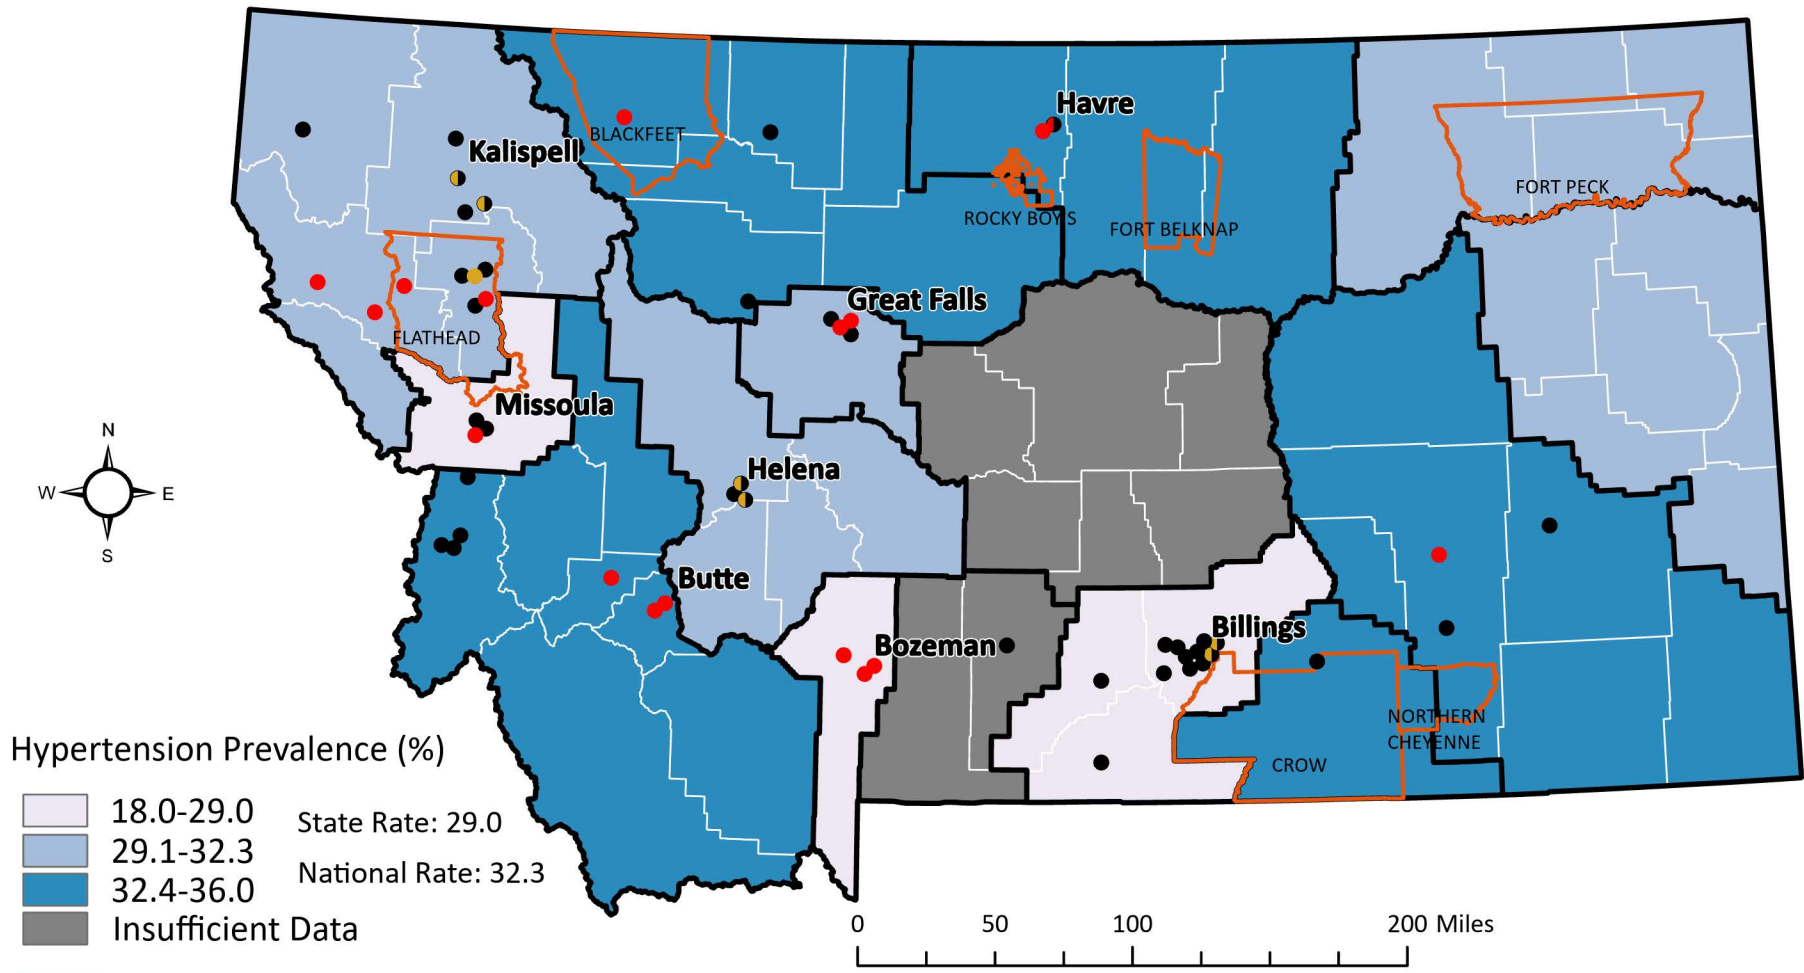 Havre
BLACKFEET
Kalispell
FORT PECK
ROCKY BOY'S
FORT BELKNAP
Great Falls
FLATHEAD
Missoula
N
W
E
S
Helena
Butte
Billings
Bozeman
NORTHERN
CHEYENNE
CROW
Hypertension Prevalence (%)
18.0-29.0
29.1-32.3
32.4-36.0
Insufficient Data
State Rate: 29.0
National Rate: 32.3
0 50 100 200 Miles